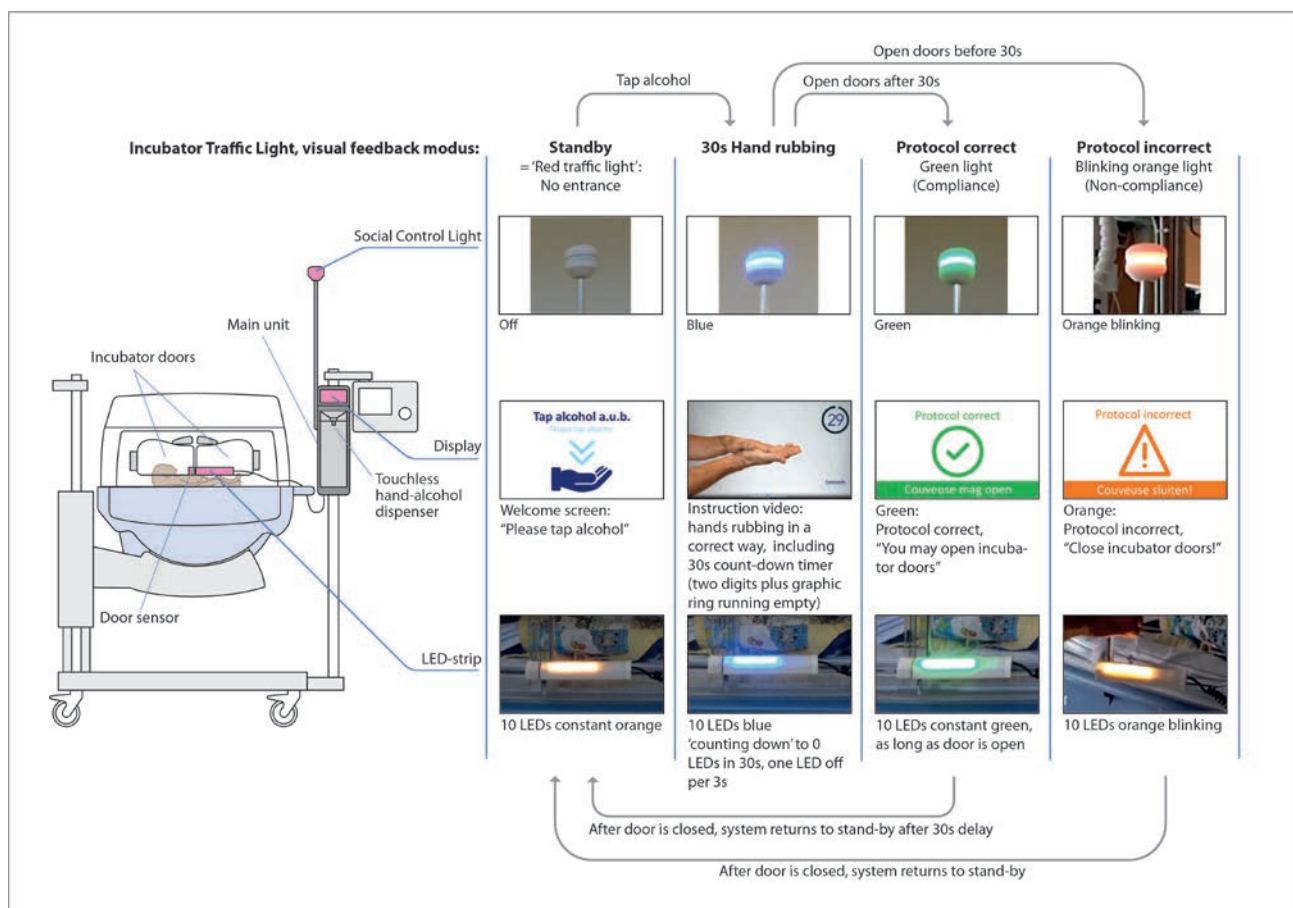 Open doors before 30s
Tap alcohol
Open doors after 30s
Incubator Traffic Light, visual feedback modus:
Standby
= 'Red traffic light':
No entrance
30s Hand rubbing
Protocol correct
Green light
(Compliance)
Protocol incorrect
Blinking orange light
(Non-compliance)
Social Control Light
Main unit
Incubator doors
Display
Touchless
hand-alcohol
dispenser
Door sensor
LED-strip
Off
Blue
Green
Orange blinking
Tap alcohol a.u.b.
Please tap alcohol
29
Protocol correct
Couveuse mag open
Protocol incorrect
Couveuse sluiten!
Welcome screen:
"Please tap alcohol"
Instruction video:
hands rubbing in a
correct way, including
30s count-down timer
(two digits plus graphic
ring running empty)
Green:
Protocol correct,
"You may open incuba-
tor doors"
Orange:
Protocol incorrect,
"Close incubator doors!"
10 LEDs constant orange
10 LEDs blue
'counting down' to 0
LEDs in 30s, one LED off
per 3s
10 LEDs constant green,
as long as door is open
10 LEDs orange blinking
After door is closed, system returns to stand-by after 30s delay
After door is closed, system returns to stand-by